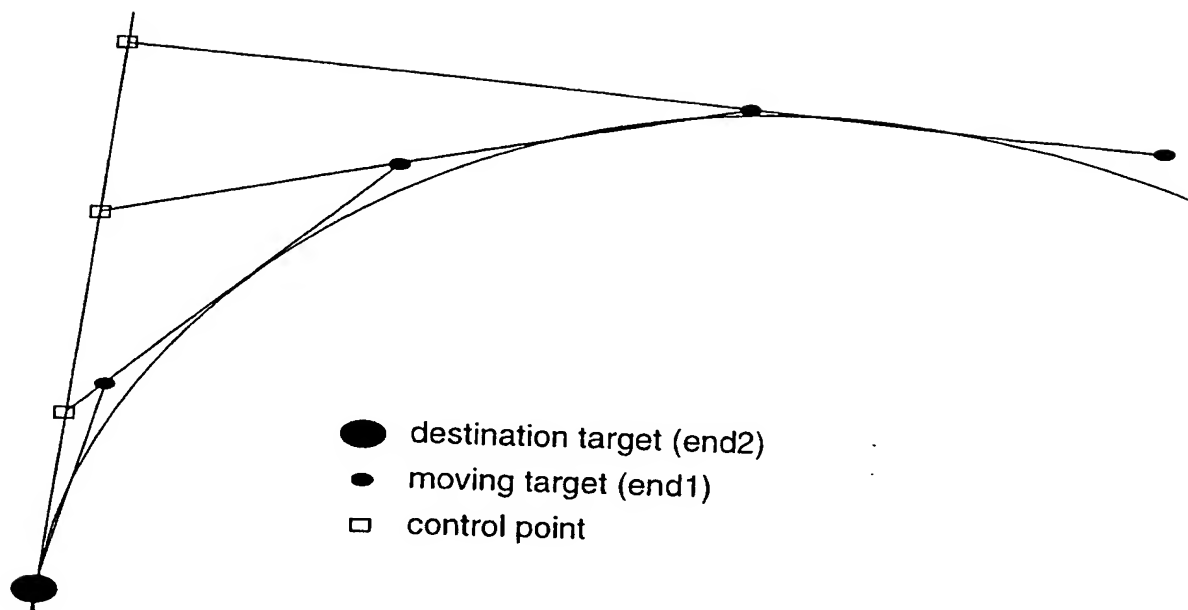 destination target (end2)
moving target (end1)
control point